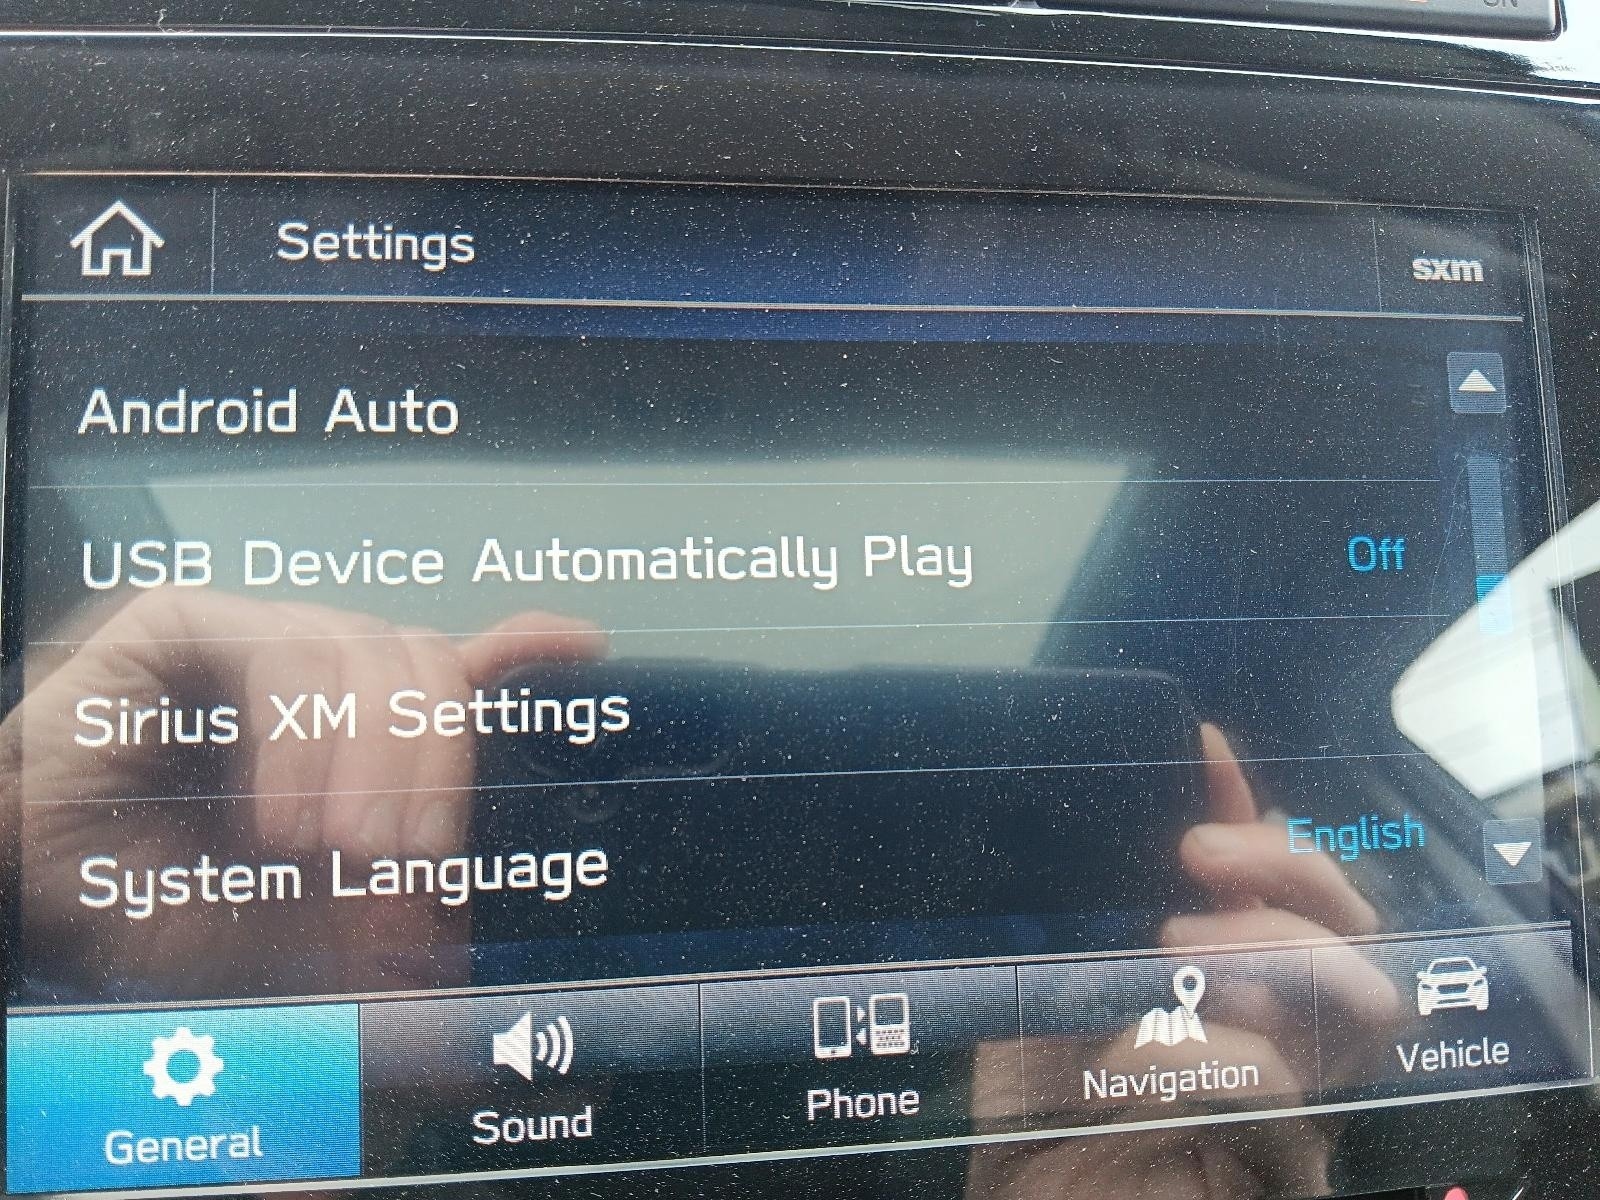 Settings
sxm
Android Auto
USB Device Automatically Play
Off
Sirius XM Settings
System Language
English
General
Sound
Phone
Navigation
Vehicle